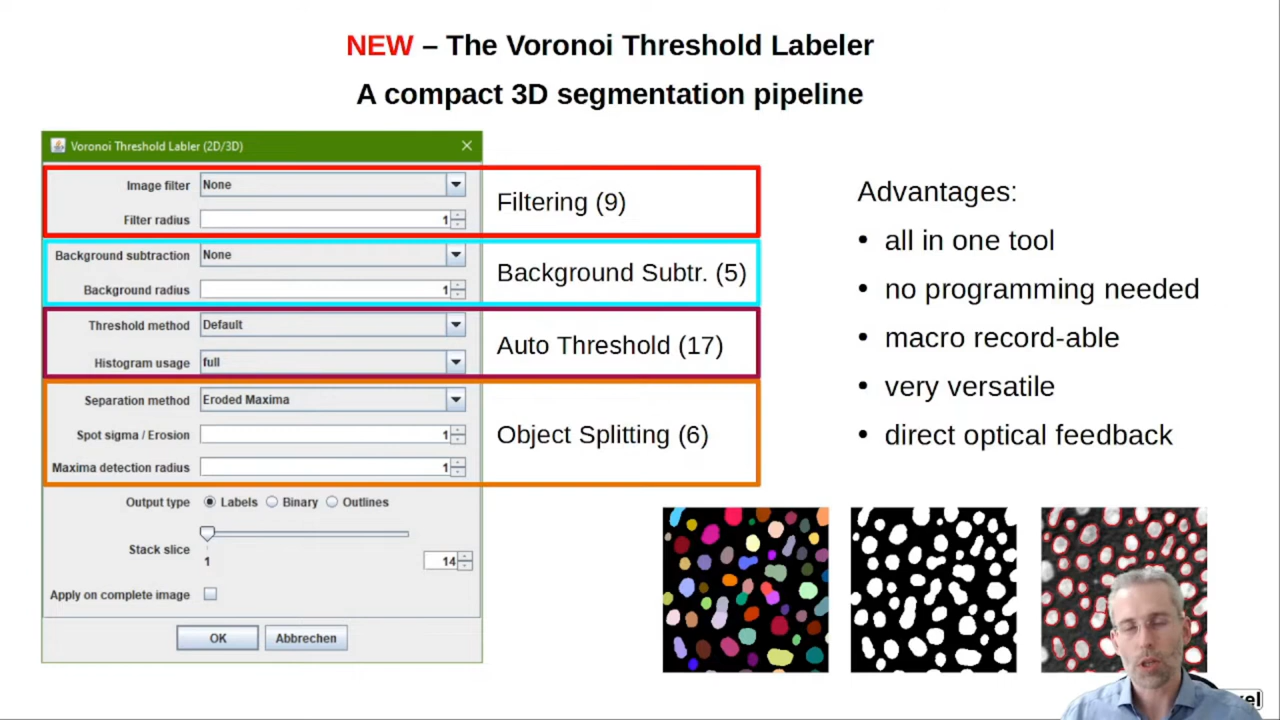 NEW – The Voronoi Threshold Labeler
A compact 3D segmentation pipeline
Voronoi Threshold Labler (2D/3D)
Image filter None
Filter radius 1
Filtering (9)
Background subtraction None
Background radius 1
Background Subtr. (5)
Threshold method Default
Histogram usage full
Auto Threshold (17)
Separation method Eroded Maxima
Spot sigma / Erosion 1
Maxima detection radius 1
Object Splitting (6)
Output type Labels Binary Outlines
Stack slice 1 14
Apply on complete image
OK Abbrechen
Advantages:
• all in one tool
• no programming needed
• macro record-able
• very versatile
• direct optical feedback